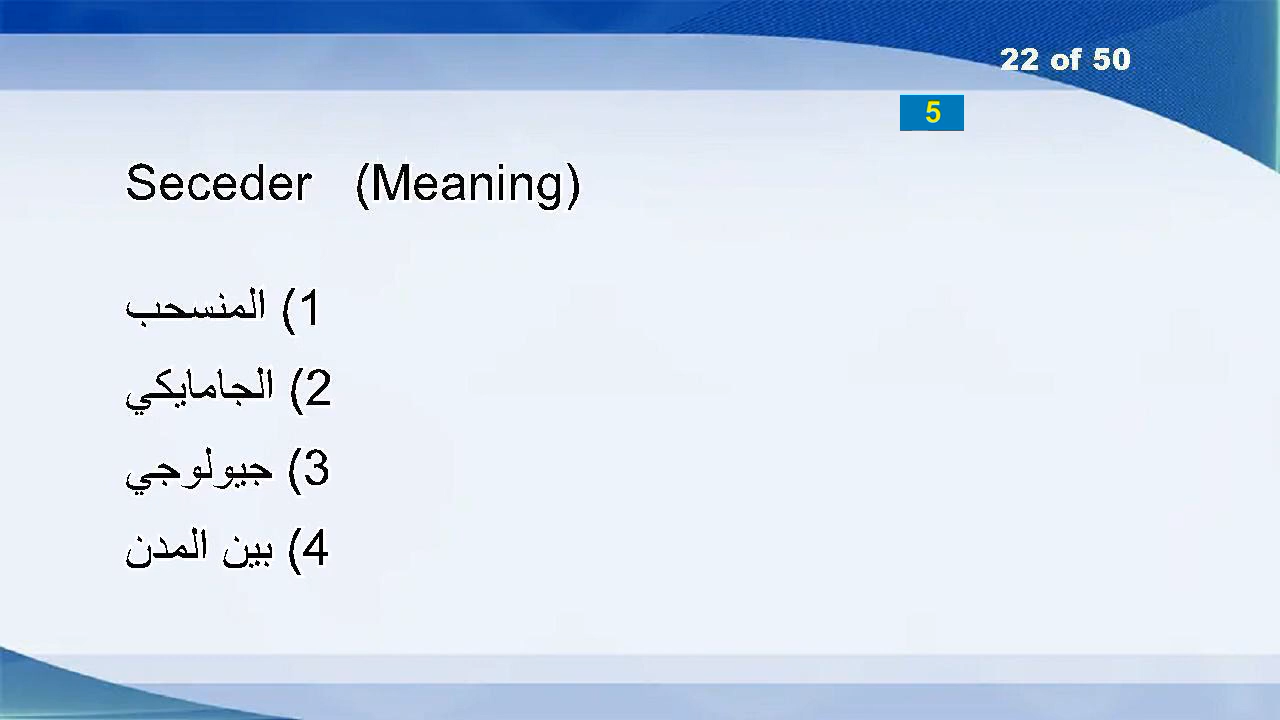 22 of 50
5
Seceder (Meaning)
1) المنسحب
2) الجامايكي
3) جيولوجي
4) بين المدن